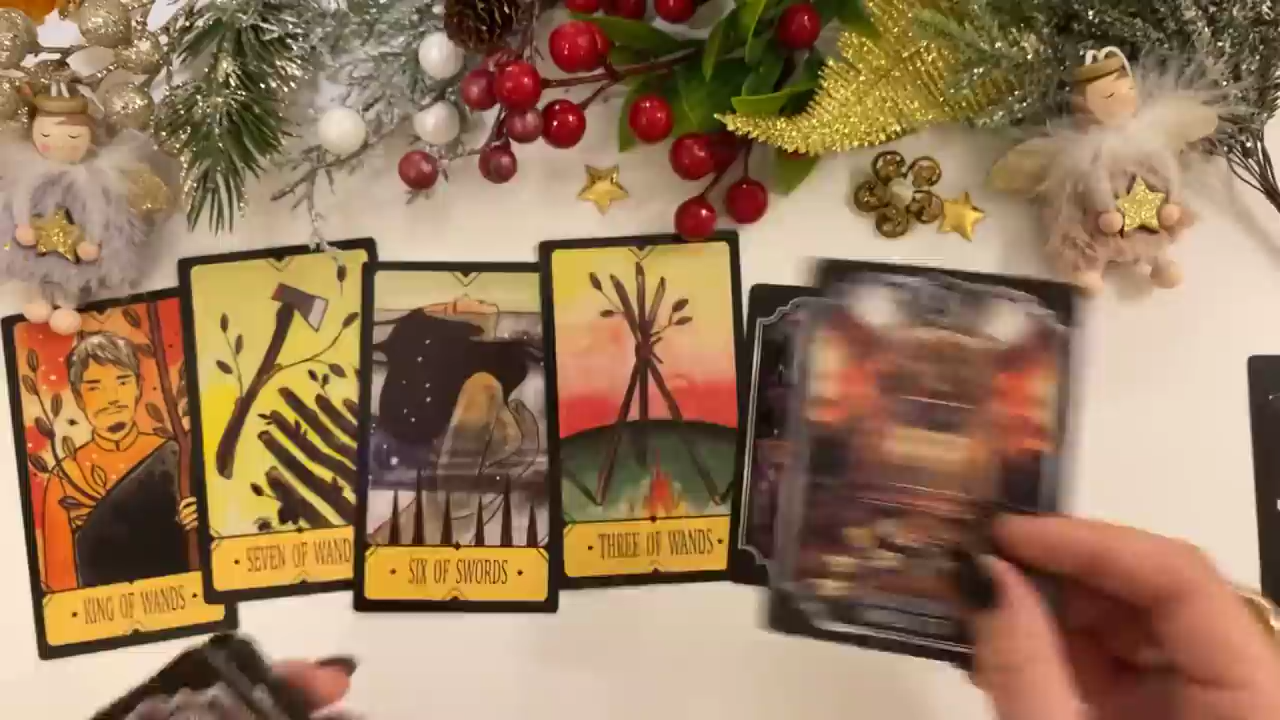 • KING OF WANDS •
• SEVEN OF WAND
• SIX OF SWORDS •
• THREE OF WANDS •